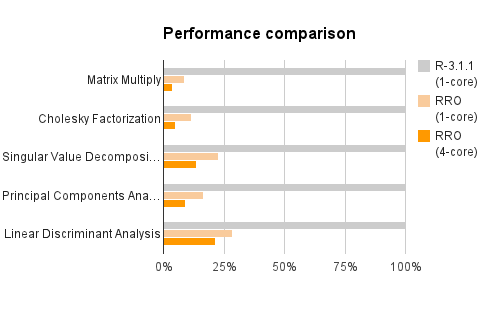 Performance comparison
Matrix Multiply
Cholesky Factorization
Singular Value Decomposi...
Principal Components Ana...
Linear Discriminant Analysis
0% 25% 50% 75% 100%
R-3.1.1
(1-core)
RRO
(1-core)
RRO
(4-core)